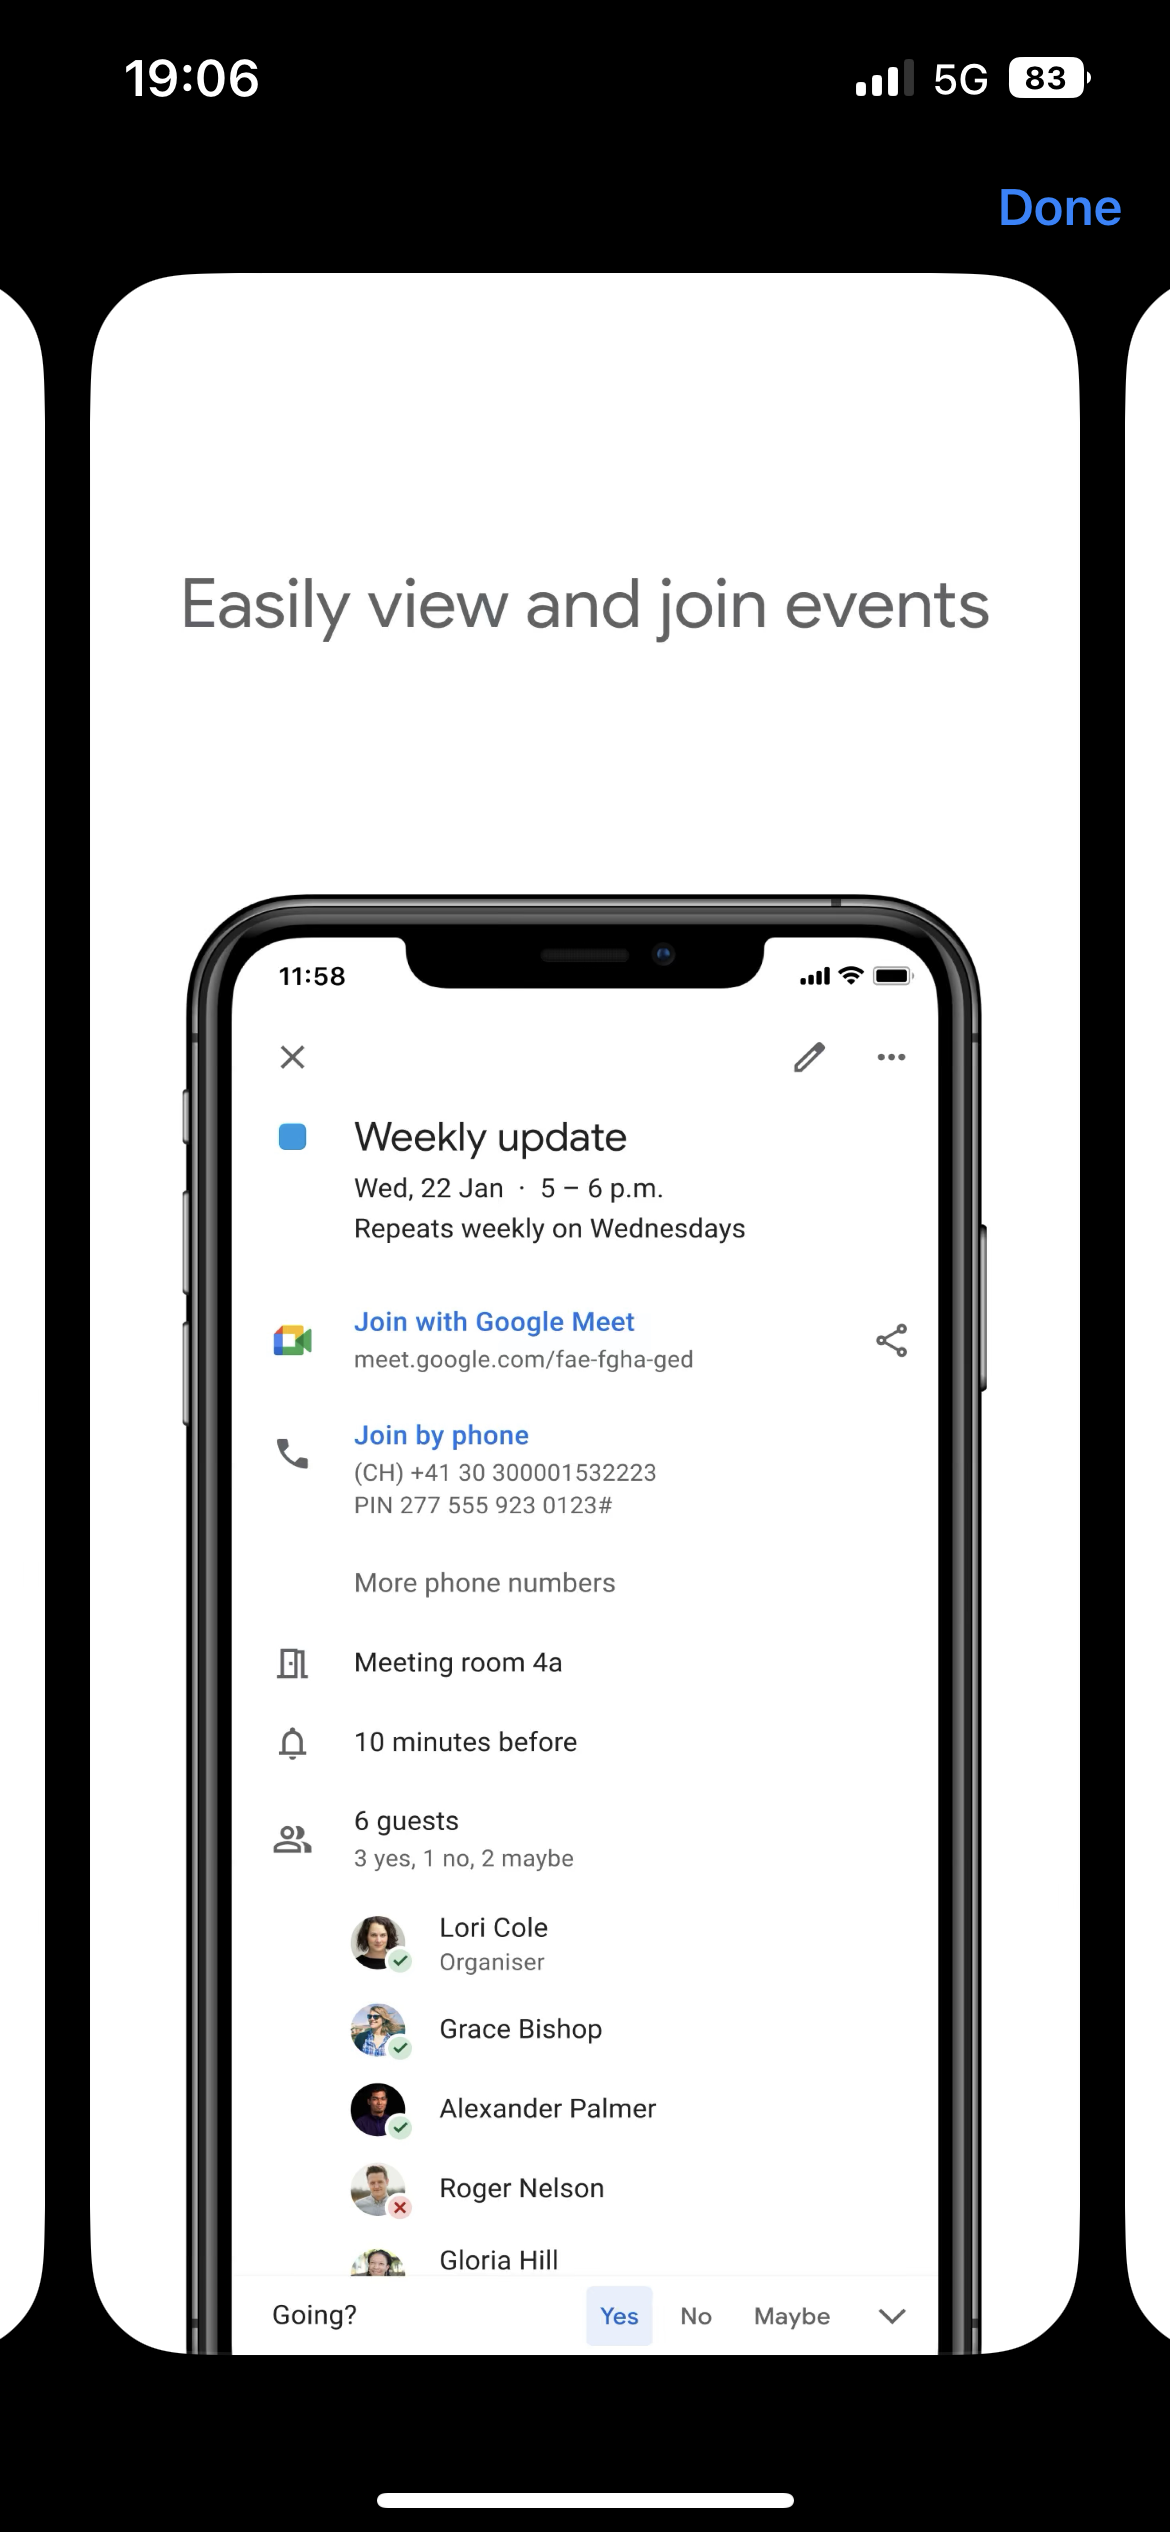 19:06
5G 83
Done
Easily view and join events
11:58
Weekly update
Wed, 22 Jan · 5 – 6 p.m.
Repeats weekly on Wednesdays
Join with Google Meet
meet.google.com/fae-fgha-ged
Join by phone
(CH) +41 30 300001532223
PIN 277 555 923 0123#
More phone numbers
Meeting room 4a
10 minutes before
6 guests
3 yes, 1 no, 2 maybe
Lori Cole
Organiser
Grace Bishop
Alexander Palmer
Roger Nelson
Gloria Hill
Going? Yes No Maybe